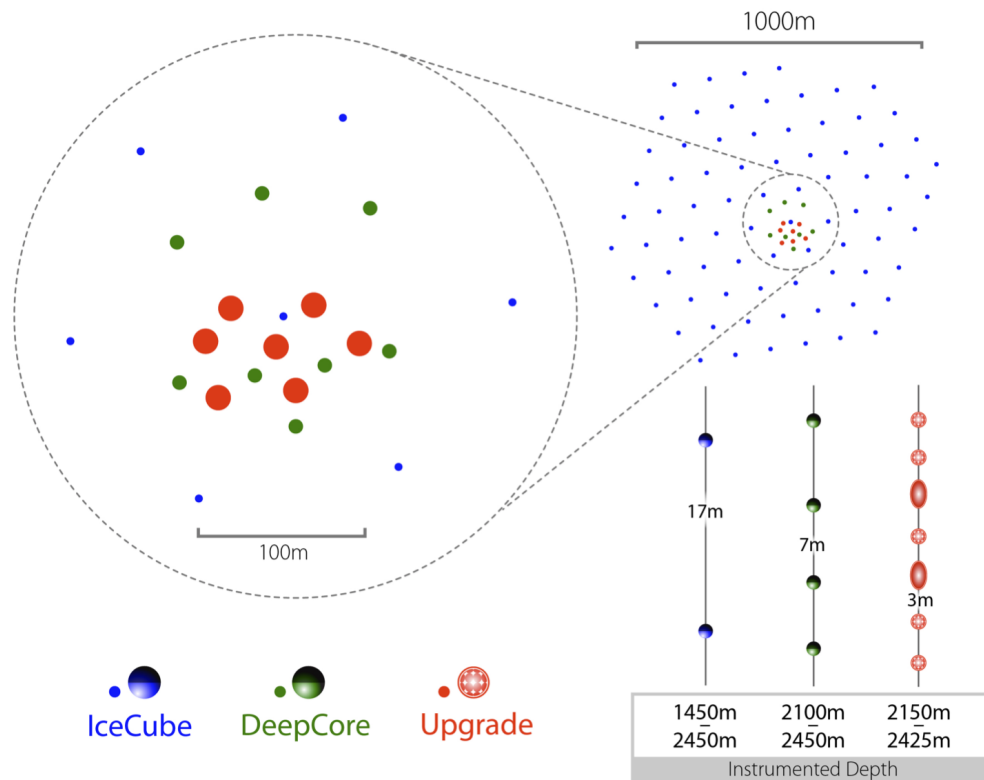 1000m
100m
17m
7m
3m
IceCube
DeepCore
Upgrade
1450m
–
2450m
2100m
–
2450m
2150m
–
2425m
Instrumented Depth